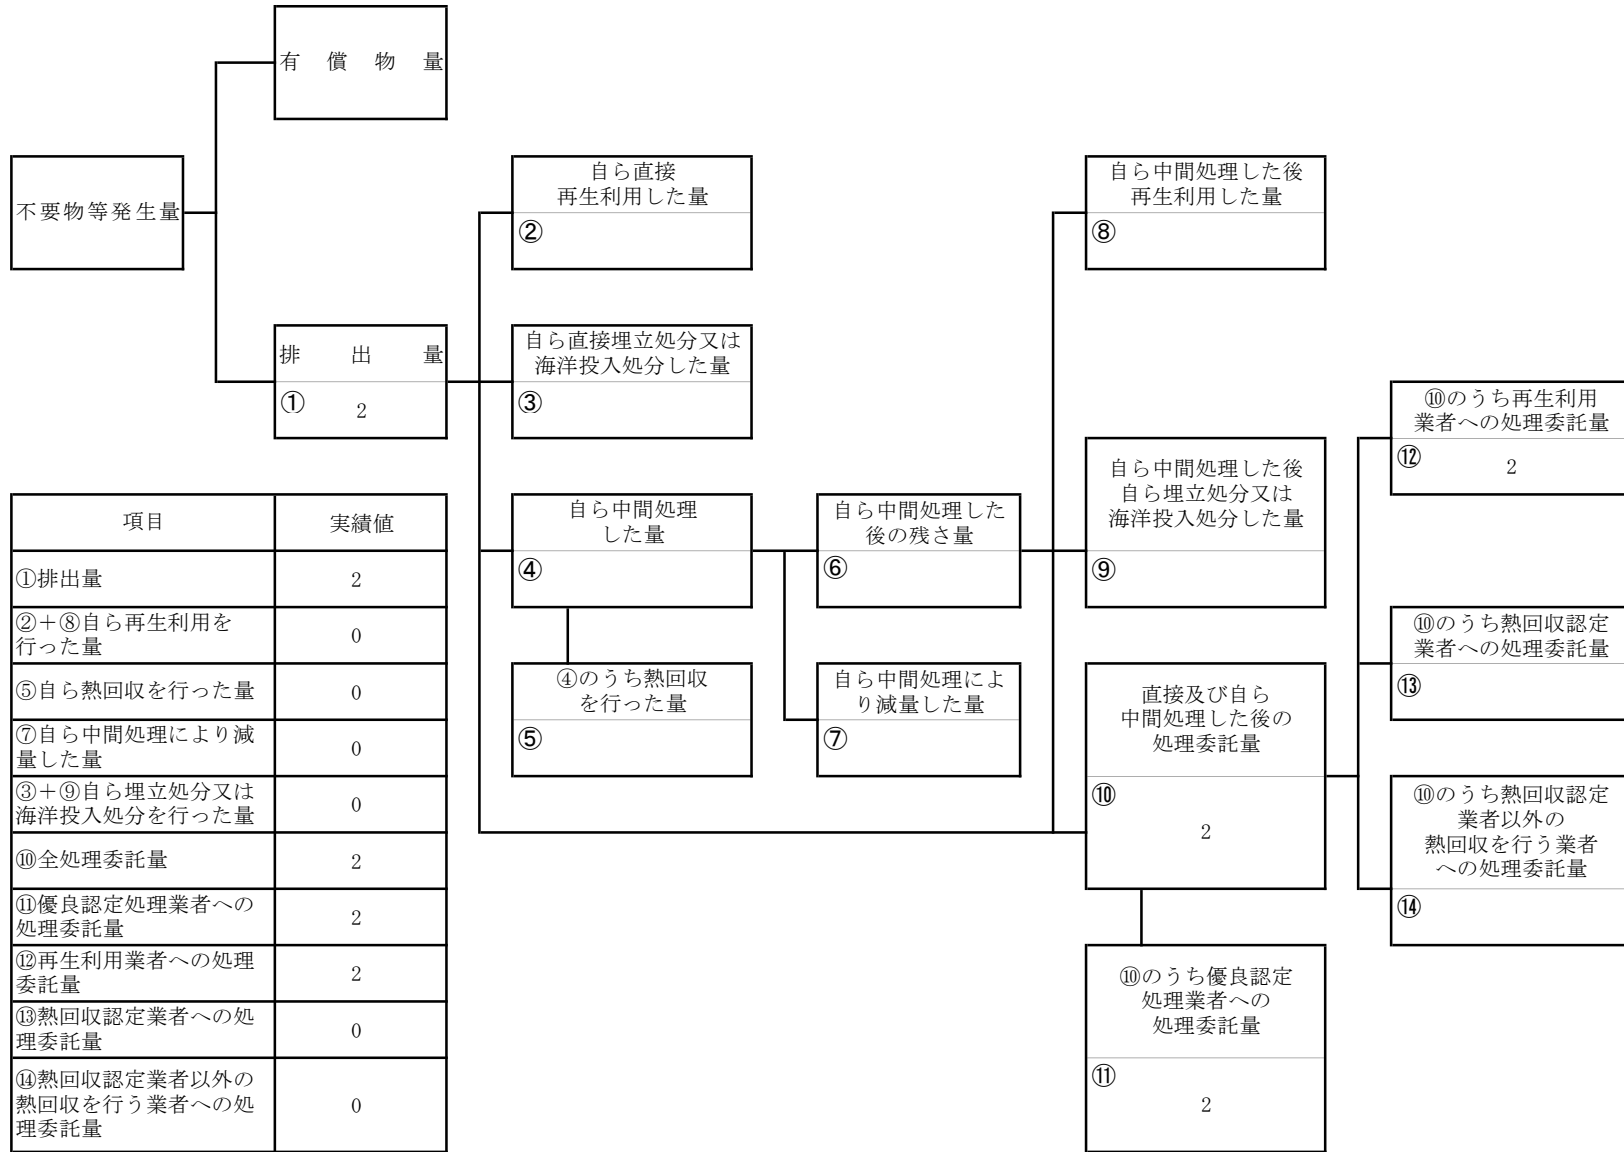 有償物量
不要物等発生量
自ら直接
再生利用した量
②
自ら中間処理した後
再生利用した量
⑧
排出量
① 2
自ら直接埋立処分又は
海洋投入処分した量
③
⑩のうち再生利用
業者への処理委託量
⑫ 2
自ら中間処理した後
自ら埋立処分又は
海洋投入処分した量
⑨
自ら中間処理
した量
④
自ら中間処理した
後の残さ量
⑥
⑩のうち熱回収認定
業者への処理委託量
⑬
④のうち熱回収
を行った量
⑤
自ら中間処理によ
り減量した量
⑦
直接及び自ら
中間処理した後の
処理委託量
⑩
2
⑩のうち熱回収認定
業者以外の
熱回収を行う業者
への処理委託量
⑭
⑩のうち優良認定
処理業者への
処理委託量
⑪
2
項目 実績値
①排出量 2
②+⑧自ら再生利用を
行った量 0
⑤自ら熱回収を行った量 0
⑦自ら中間処理により減
量した量 0
③+⑨自ら埋立処分又は
海洋投入処分を行った量 0
⑩全処理委託量 2
⑪優良認定処理業者への
処理委託量 2
⑫再生利用業者への処理
委託量 2
⑬熱回収認定業者への処
理委託量 0
⑭熱回収認定業者以外の
熱回収を行う業者への処
理委託量 0